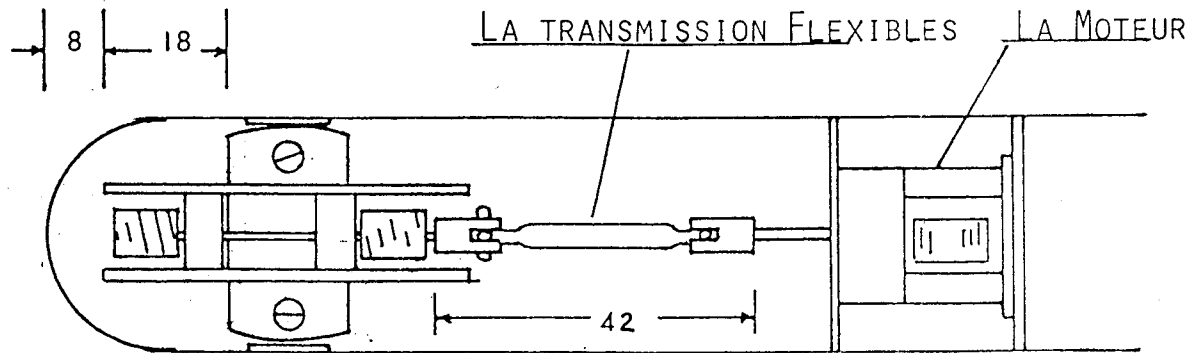 8 18 LA TRANSMISSION FLEXIBLES LA MOTEUR
42